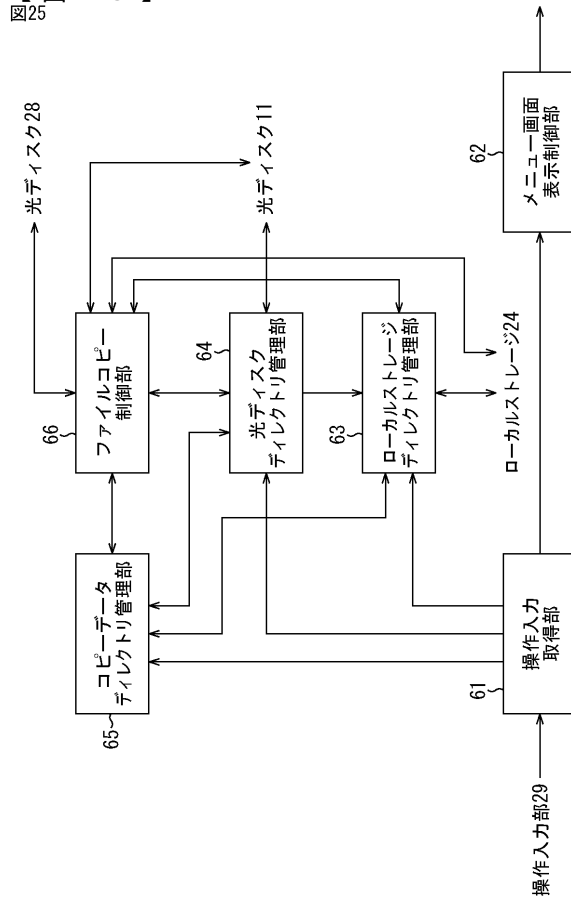 図25
光ディスク28
光ディスク11
66
ファイルコピー
制御部
64
光ディスク
ディレクトリ管理部
63
ローカルストレージ
ディレクトリ管理部
ローカルストレージ24
62
メニュー画面
表示制御部
65
コピーデータ
ディレクトリ管理部
61
操作入力
取得部
操作入力部29